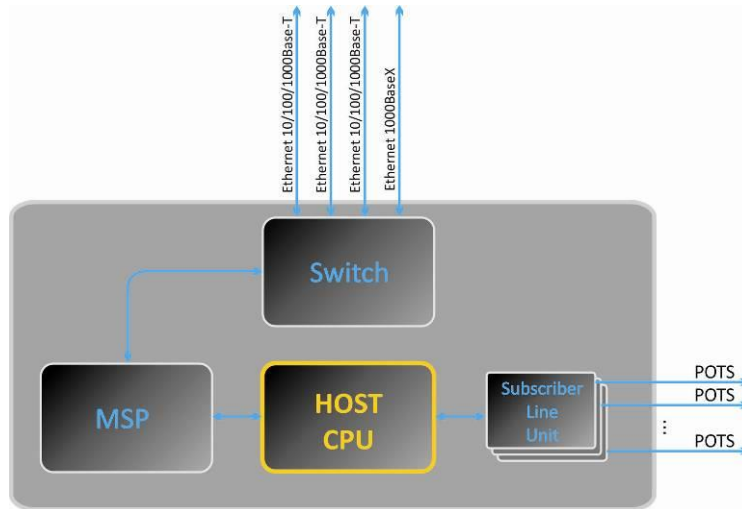 Ethernet 10/100/1000Base-T
Ethernet 10/100/1000Base-T
Ethernet 10/100/1000Base-T
Ethernet 1000BaseX
Switch
MSP
HOST
CPU
Subscriber
Line
Unit
POTS
POTS
...
POTS